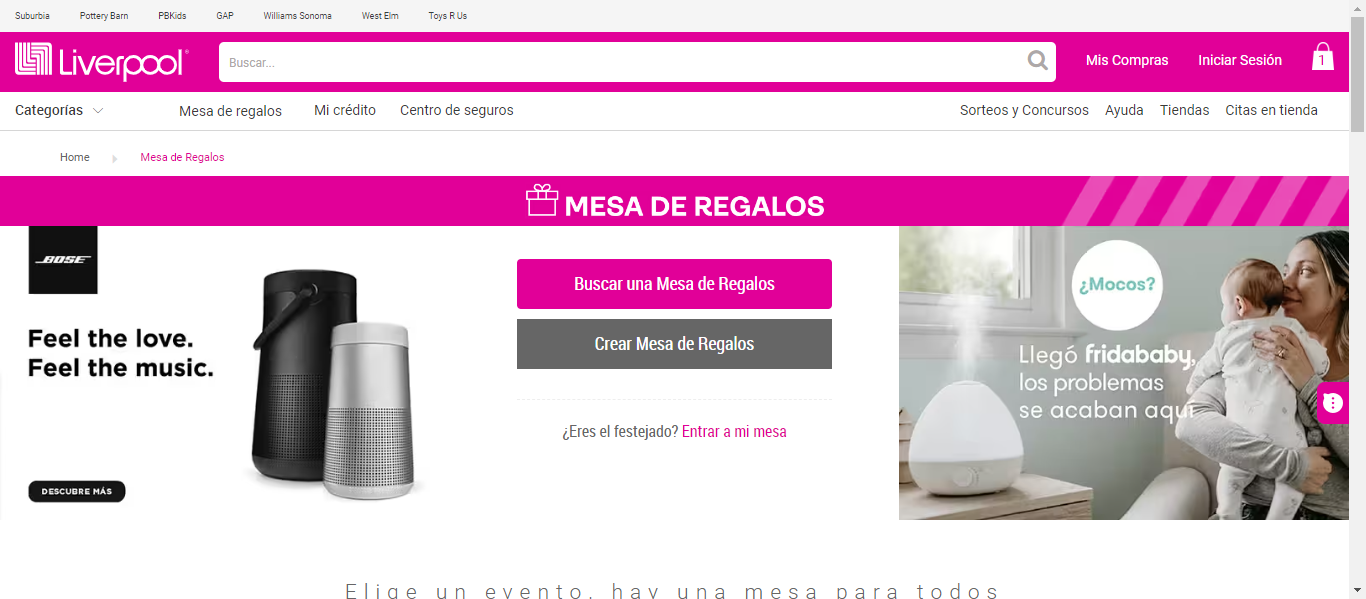 Suburbia Pottery Barn PBKids GAP Williams Sonoma West Elm Toys R Us
Liverpool
Buscar...
Mis Compras Iniciar Sesión 1
Categorías Mesa de regalos Mi crédito Centro de seguros Sorteos y Concursos Ayuda Tiendas Citas en tienda
Home Mesa de Regalos
MESA DE REGALOS
BOSE
Feel the love.
Feel the music.
DESCUBRE MÁS
Buscar una Mesa de Regalos
Crear Mesa de Regalos
¿Eres el festejado? Entrar a mi mesa
¿Mocos?
Llegó fridababy,
los problemas
se acaban aquí
Elige un evento, hay una mesa para todos